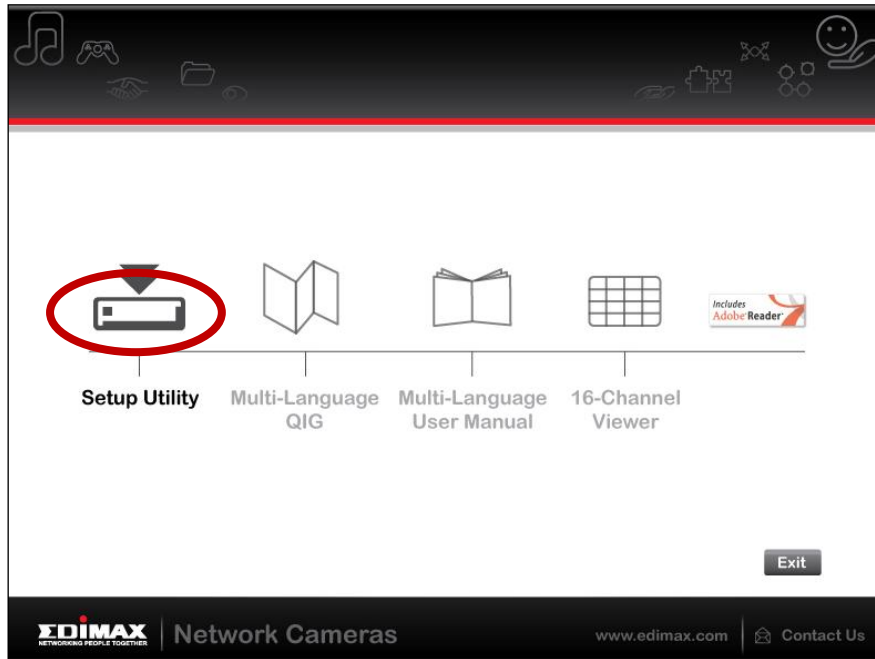 Includes
Adobe Reader
Setup Utility
Multi-Language
QIG
Multi-Language
User Manual
16-Channel
Viewer
Exit
EDIMAX
NETWORKING PEOPLE TOGETHER
Network Cameras
www.edimax.com
Contact Us